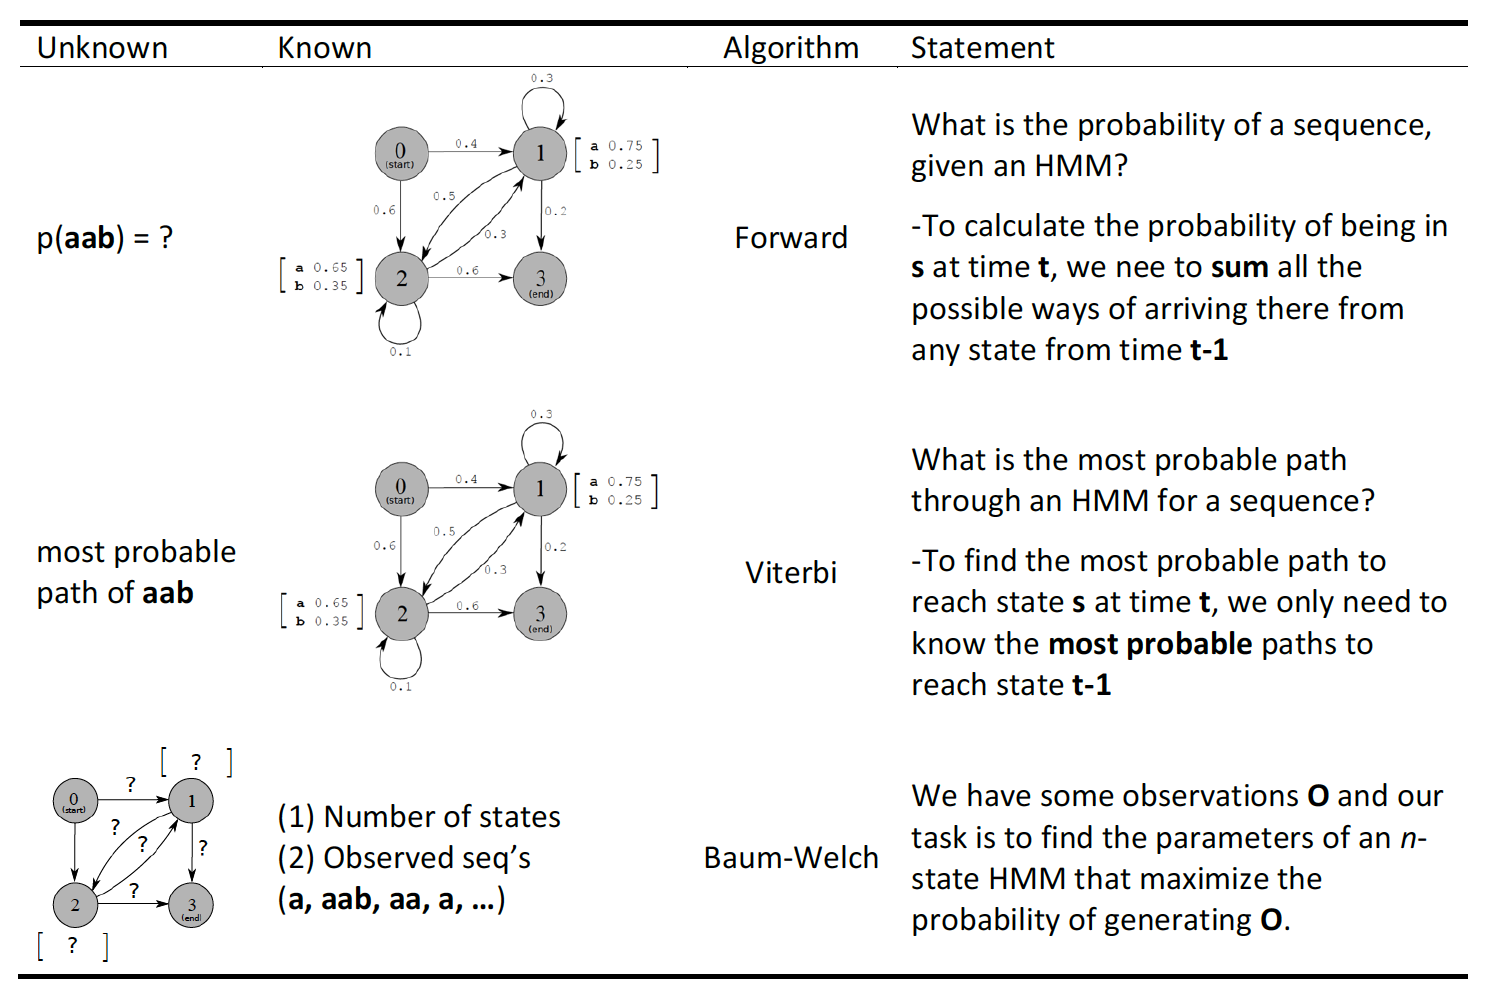 Unknown Known Algorithm Statement
p(aab) = ?
0.3
0
(start)
0.4
1
[ a 0.75 ]
[ b 0.25 ]
0.5
0.6
0.2
0.3
[ a 0.65 ]
[ b 0.35 ]
2
0.6
3
(end)
0.1
Forward
What is the probability of a sequence,
given an HMM?
-To calculate the probability of being in
s at time t, we nee to sum all the
possible ways of arriving there from
any state from time t-1
most probable
path of aab
0.3
0
(start)
0.4
1
[ a 0.75 ]
[ b 0.25 ]
0.5
0.6
0.2
0.3
[ a 0.65 ]
[ b 0.35 ]
2
0.6
3
(end)
0.1
Viterbi
What is the most probable path
through an HMM for a sequence?
-To find the most probable path to
reach state s at time t, we only need to
know the most probable paths to
reach state t-1
[ ? ]
?
0
(start)
1
?
?
?
?
2
3
(end)
[ ? ]
(1) Number of states
(2) Observed seq’s
(a, aab, aa, a, …)
Baum-Welch
We have some observations O and our
task is to find the parameters of an n-
state HMM that maximize the
probability of generating O.